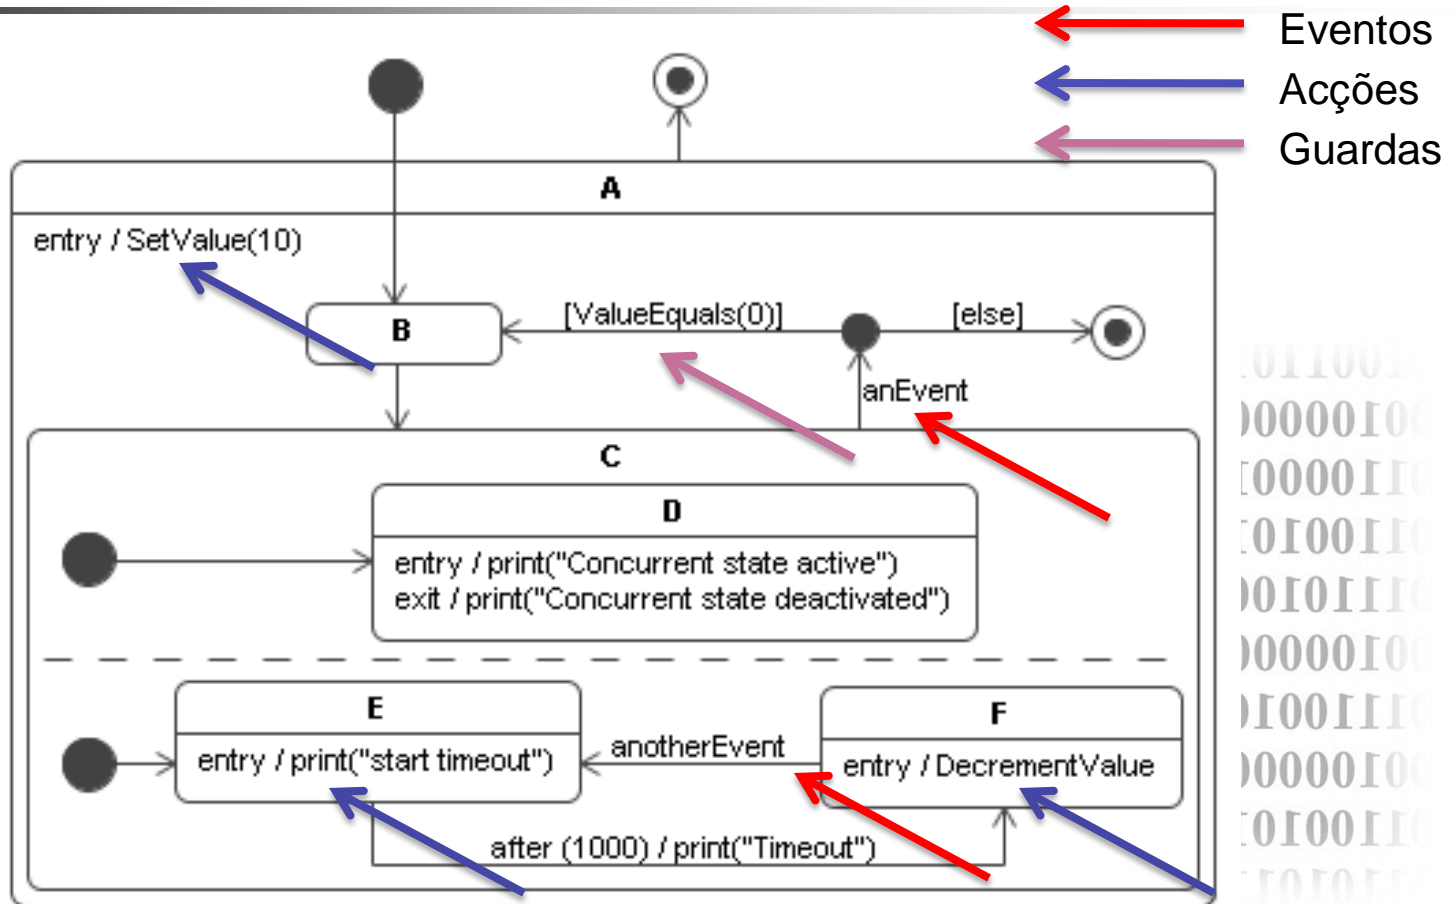 Eventos
Acções
Guardas
A
entry / SetValue(10)
[ValueEquals(0)]
[else]
B
anEvent
C
D
entry / print("Concurrent state active")
exit / print("Concurrent state deactivated")
E
F
entry / print("start timeout")
anotherEvent
entry / DecrementValue
after (1000) / print("Timeout")